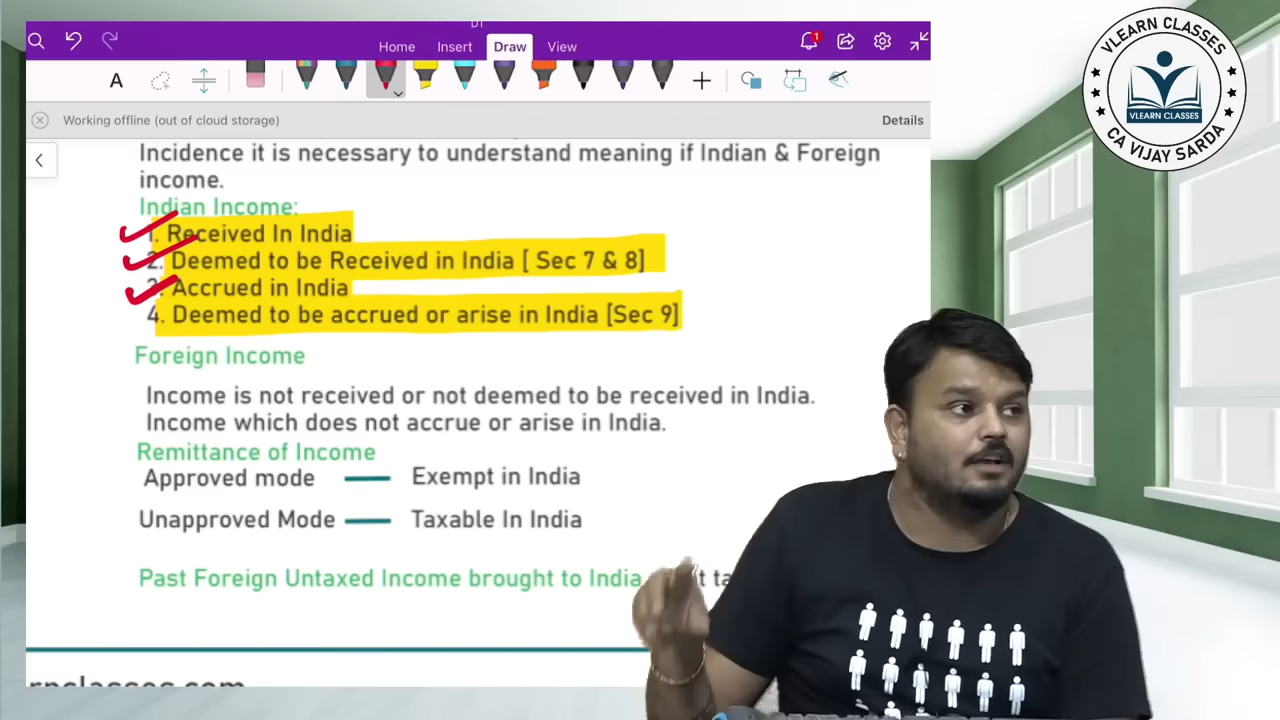 DT
Home Insert Draw View
1
A
Working offline (out of cloud storage)
Details
Incidence it is necessary to understand meaning if Indian & Foreign
income.
Indian Income:
1. Received In India
2. Deemed to be Received in India [ Sec 7 & 8]
3. Accrued in India
4. Deemed to be accrued or arise in India [Sec 9]
Foreign Income
Income is not received or not deemed to be received in India.
Income which does not accrue or arise in India.
Remittance of Income
Approved mode Exempt in India
Unapproved Mode Taxable In India
Past Foreign Untaxed Income brought to India
VLEARN CLASSES
VLEARN CLASSES
CA VIJAY SARDA